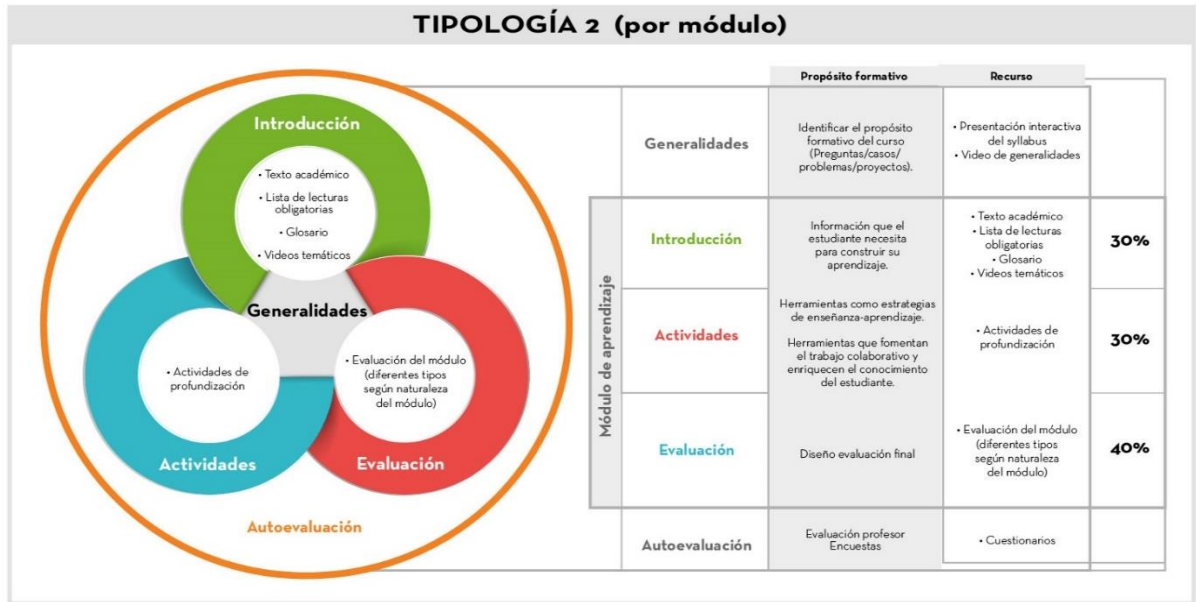 TIPOLOGÍA 2 (por módulo)
Introducción
• Texto académico
• Lista de lecturas
obligatorias
• Glosario
• Videos temáticos
Generalidades
• Actividades de
profundización
Actividades
• Evaluación del módulo
(diferentes tipos
según naturaleza
del módulo)
Evaluación
Autoevaluación
Propósito formativo
Recurso
Generalidades
Identificar el propósito
formativo del curso
(Preguntas/casos/
problemas/proyectos).
• Presentación interactiva
del syllabus
• Video de generalidades
Módulo de aprendizaje
Introducción
Información que el
estudiante necesita
para construir su
aprendizaje.
• Texto académico
• Lista de lecturas
obligatorias
• Glosario
• Videos temáticos
30%
Actividades
Herramientas como estrategias
de enseñanza-aprendizaje.
Herramientas que fomentan
el trabajo colaborativo y
enriquecen el conocimiento
del estudiante.
• Actividades de
profundización
30%
Evaluación
Diseño evaluación final
• Evaluación del módulo
(diferentes tipos
según naturaleza
del módulo)
40%
Autoevaluación
Evaluación profesor
Encuestas
• Cuestionarios